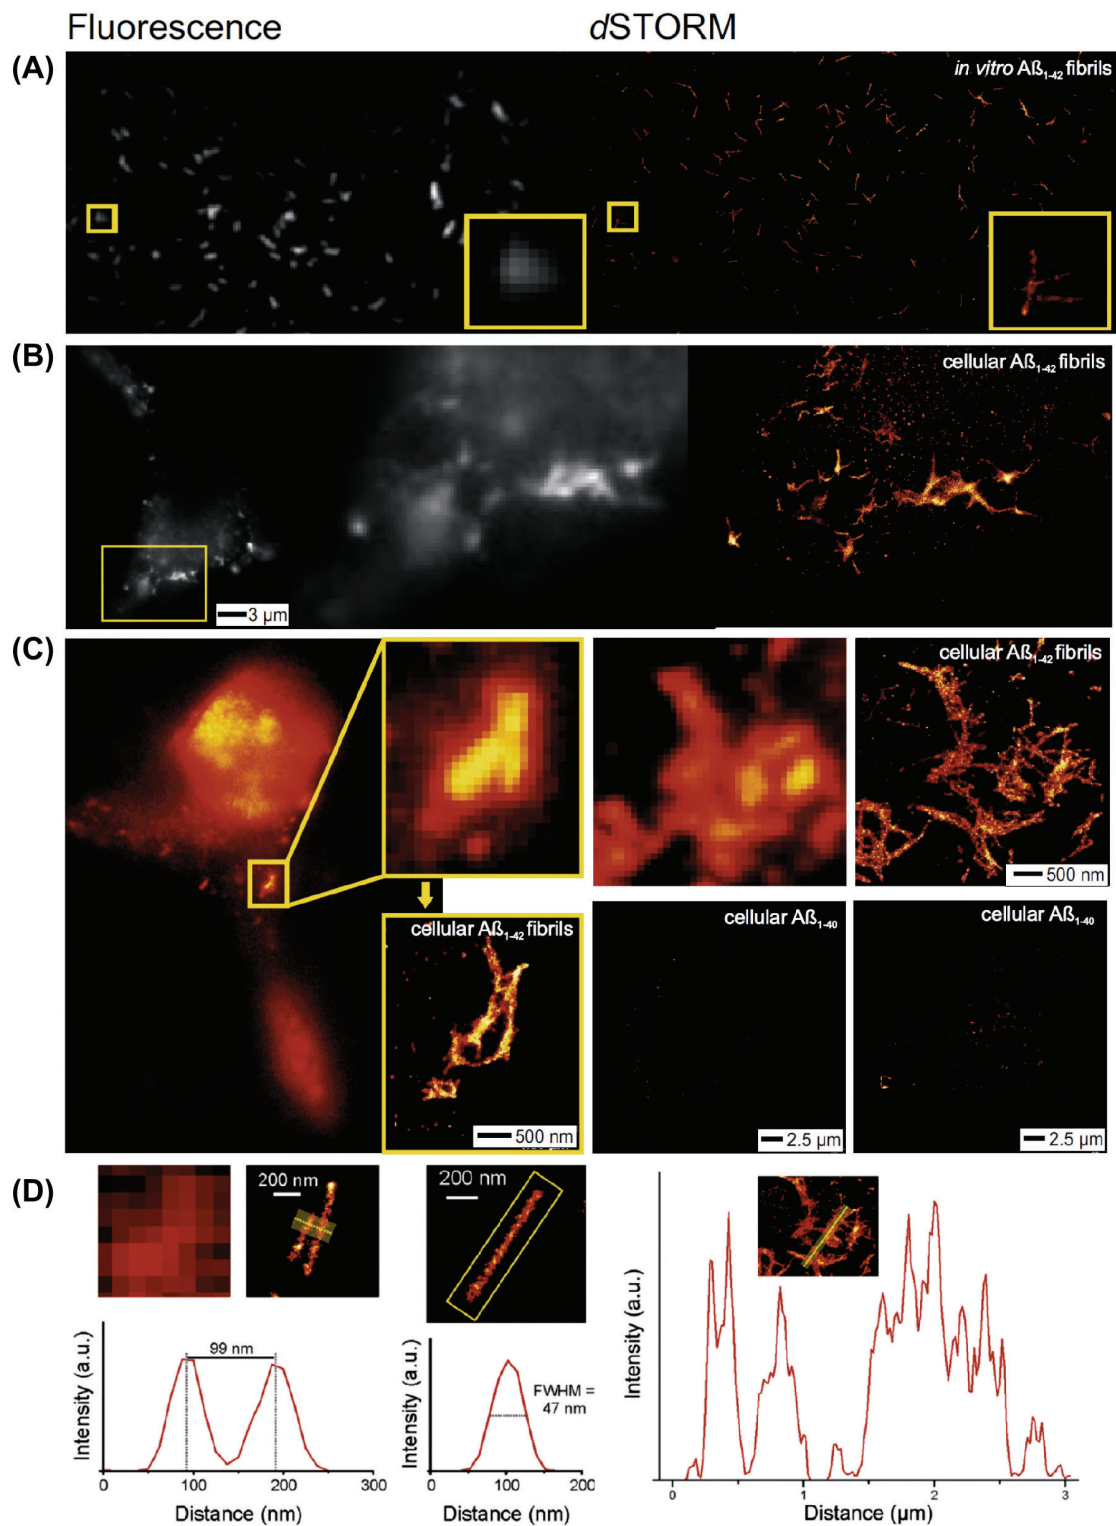 Fluorescence
dSTORM
(A)
in vitro Aß₁₋₄₂ fibrils
(B)
cellular Aß₁₋₄₂ fibrils
3 µm
(C)
cellular Aß₁₋₄₂ fibrils
500 nm
cellular Aß₁₋₄₂ fibrils
500 nm
cellular Aß₁₋₄₀
2.5 µm
cellular Aß₁₋₄₀
2.5 µm
(D)
200 nm
200 nm
99 nm
Intensity (a.u.)
0 100 200 300
Distance (nm)
FWHM =
47 nm
Intensity (a.u.)
0 100 200
Distance (nm)
Intensity (a.u.)
0 1 2 3
Distance (µm)